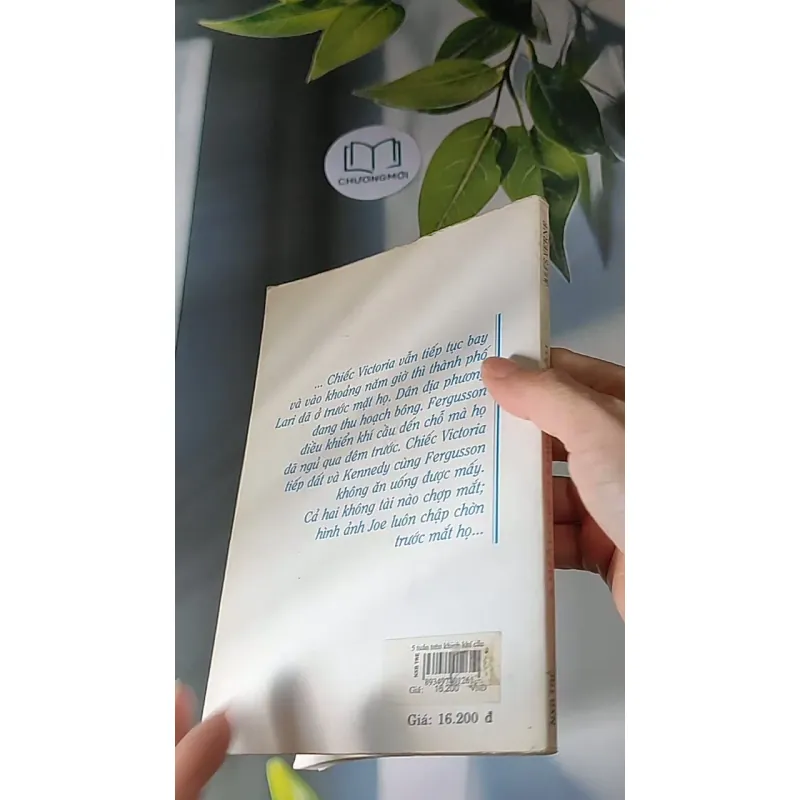 CHƯƠNGMỚI
... Chiếc Victoria vẫn tiếp tục bay
và vào khoảng năm giờ thì thành phố
Lari đã ở trước mặt họ. Dân địa phương
đang thu hoạch bông. Fergusson
điều khiển khí cầu đến chỗ mà họ
đã ngủ qua đêm trước. Chiếc Victoria
tiếp đất và Kennedy cùng Fergusson
không ăn uống được mấy.
Cả hai không tài nào chợp mắt;
hình ảnh Joe luôn chập chờn
trước mắt họ...
5 tuần trên khinh khí cầu
NXB TRẺ
Giá: 16,200 VNĐ
Giá: 16.200 đ